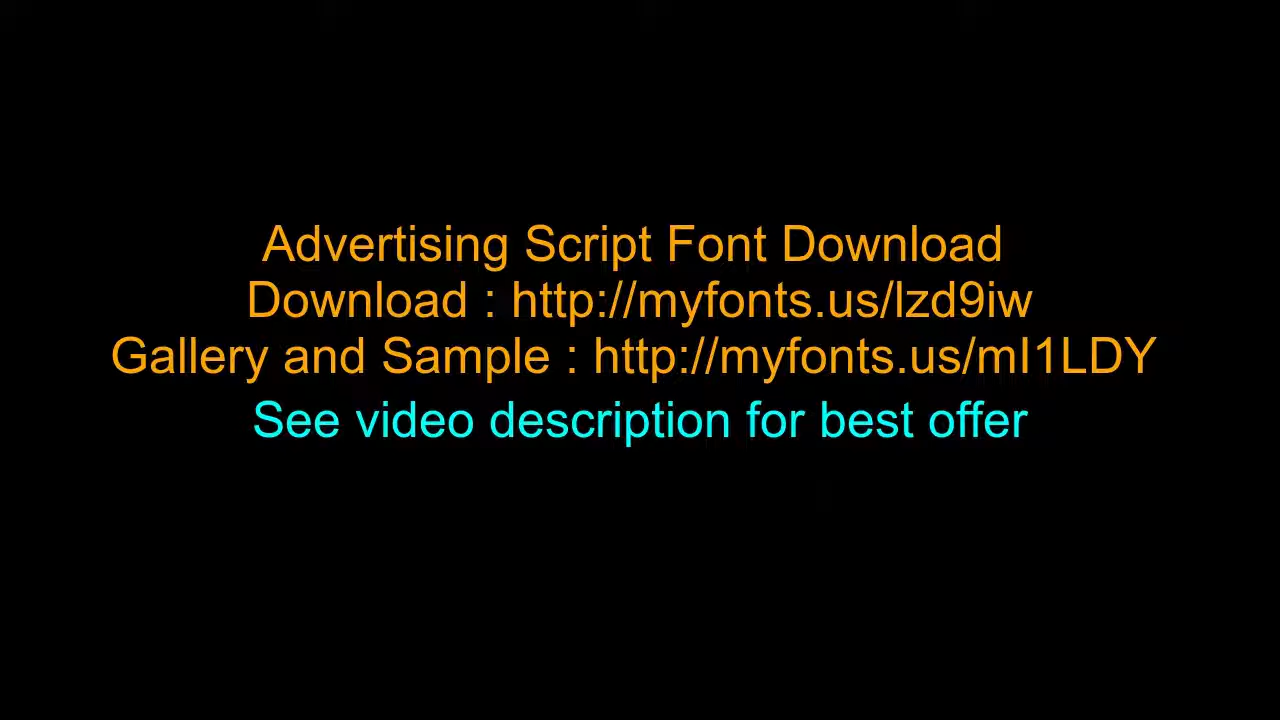 Advertising Script Font Download
Download : http://myfonts.us/lzd9iw
Gallery and Sample : http://myfonts.us/mI1LDY
See video description for best offer